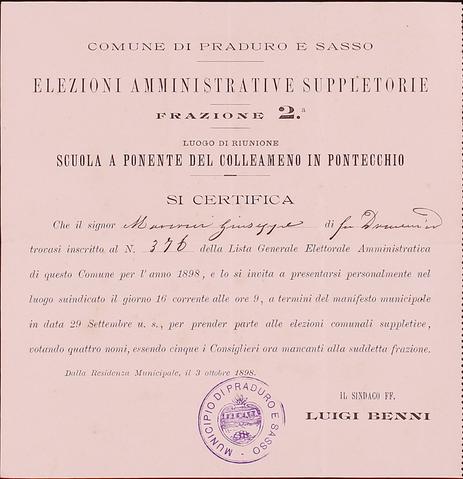 COMUNE DI PRADURO E SASSO
ELEZIONI AMMINISTRATIVE SUPPLETORIE
FRAZIONE 2.ª
LUOGO DI RIUNIONE
SCUOLA A PONENTE DEL COLLEAMENO IN PONTECCHIO
SI CERTIFICA
Che il signor Giuseppe di fu Domenico
trovasi inscritto al N. 376 della Lista Generale Elettorale Amministrativa
di questo Comune per l'anno 1898, e lo si invita a presentarsi personalmente nel
luogo suindicato il giorno 16 corrente alle ore 9, a termini del manifesto municipale
in data 29 Settembre u. s., per prender parte alle elezioni comunali suppletive,
votando quattro nomi, essendo cinque i Consiglieri ora mancanti alla suddetta frazione.
Dalla Residenza Municipale, il 3 ottobre 1898.
IL SINDACO FF.
LUIGI BENNI
MUNICIPIO DI PRADURO E SASSO